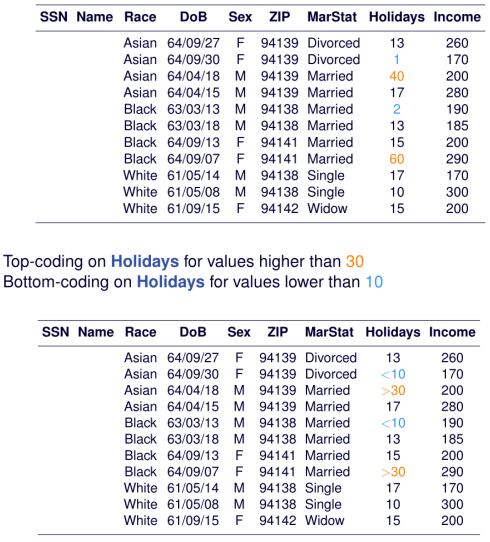 SSN Name Race DoB Sex ZIP MarStat Holidays Income
Asian 64/09/27 F 94139 Divorced 13 260
Asian 64/09/30 F 94139 Divorced 1 170
Asian 64/04/18 M 94139 Married 40 200
Asian 64/04/15 M 94139 Married 17 280
Black 63/03/13 M 94138 Married 2 190
Black 63/03/18 M 94138 Married 13 185
Black 64/09/13 F 94141 Married 15 200
Black 64/09/07 F 94141 Married 60 290
White 61/05/14 M 94138 Single 17 170
White 61/05/08 M 94138 Single 10 300
White 61/09/15 F 94142 Widow 15 200
Top-coding on Holidays for values higher than 30
Bottom-coding on Holidays for values lower than 10
SSN Name Race DoB Sex ZIP MarStat Holidays Income
Asian 64/09/27 F 94139 Divorced 13 260
Asian 64/09/30 F 94139 Divorced <10 170
Asian 64/04/18 M 94139 Married >30 200
Asian 64/04/15 M 94139 Married 17 280
Black 63/03/13 M 94138 Married <10 190
Black 63/03/18 M 94138 Married 13 185
Black 64/09/13 F 94141 Married 15 200
Black 64/09/07 F 94141 Married >30 290
White 61/05/14 M 94138 Single 17 170
White 61/05/08 M 94138 Single 10 300
White 61/09/15 F 94142 Widow 15 200